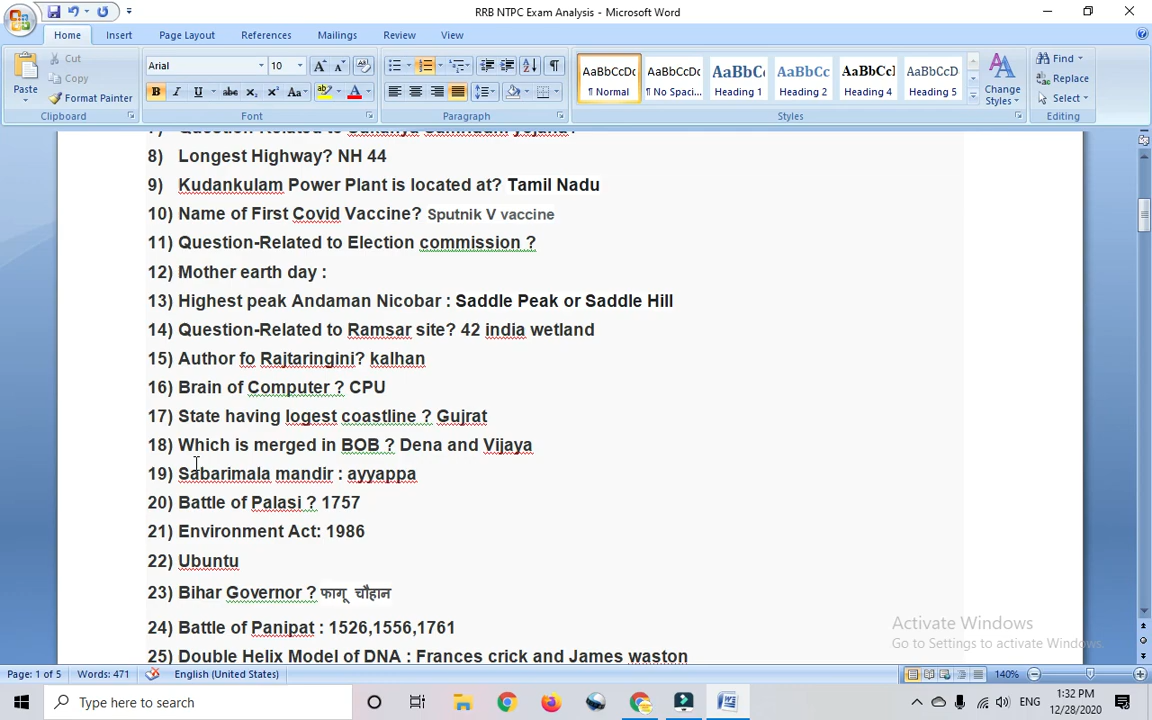 RRB NTPC Exam Analysis - Microsoft Word
Home Insert Page Layout References Mailings Review View
Paste
Cut
Copy
Format Painter
Clipboard
Arial 10
Font
Paragraph
AaBbCcDc AaBbCcDc AaBbC AaBbCc AaBbCcI AaBbCcD
¶ Normal ¶ No Spaci... Heading 1 Heading 2 Heading 4 Heading 5
Change Styles
Styles
Find
Replace
Select
Editing
8) Longest Highway? NH 44
9) Kudankulam Power Plant is located at? Tamil Nadu
10) Name of First Covid Vaccine? Sputnik V vaccine
11) Question-Related to Election commission ?
12) Mother earth day :
13) Highest peak Andaman Nicobar : Saddle Peak or Saddle Hill
14) Question-Related to Ramsar site? 42 india wetland
15) Author fo Rajtaringini? kalhan
16) Brain of Computer ? CPU
17) State having logest coastline ? Gujrat
18) Which is merged in BOB ? Dena and Vijaya
19) Sabarimala mandir : ayyappa
20) Battle of Palasi ? 1757
21) Environment Act: 1986
22) Ubuntu
23) Bihar Governor ? फागू चौहान
24) Battle of Panipat : 1526,1556,1761
25) Double Helix Model of DNA : Frances crick and James waston
Activate Windows
Go to Settings to activate Windows.
Page: 1 of 5 Words: 471 English (United States) 140%
Type here to search
ENG
1:32 PM
12/28/2020